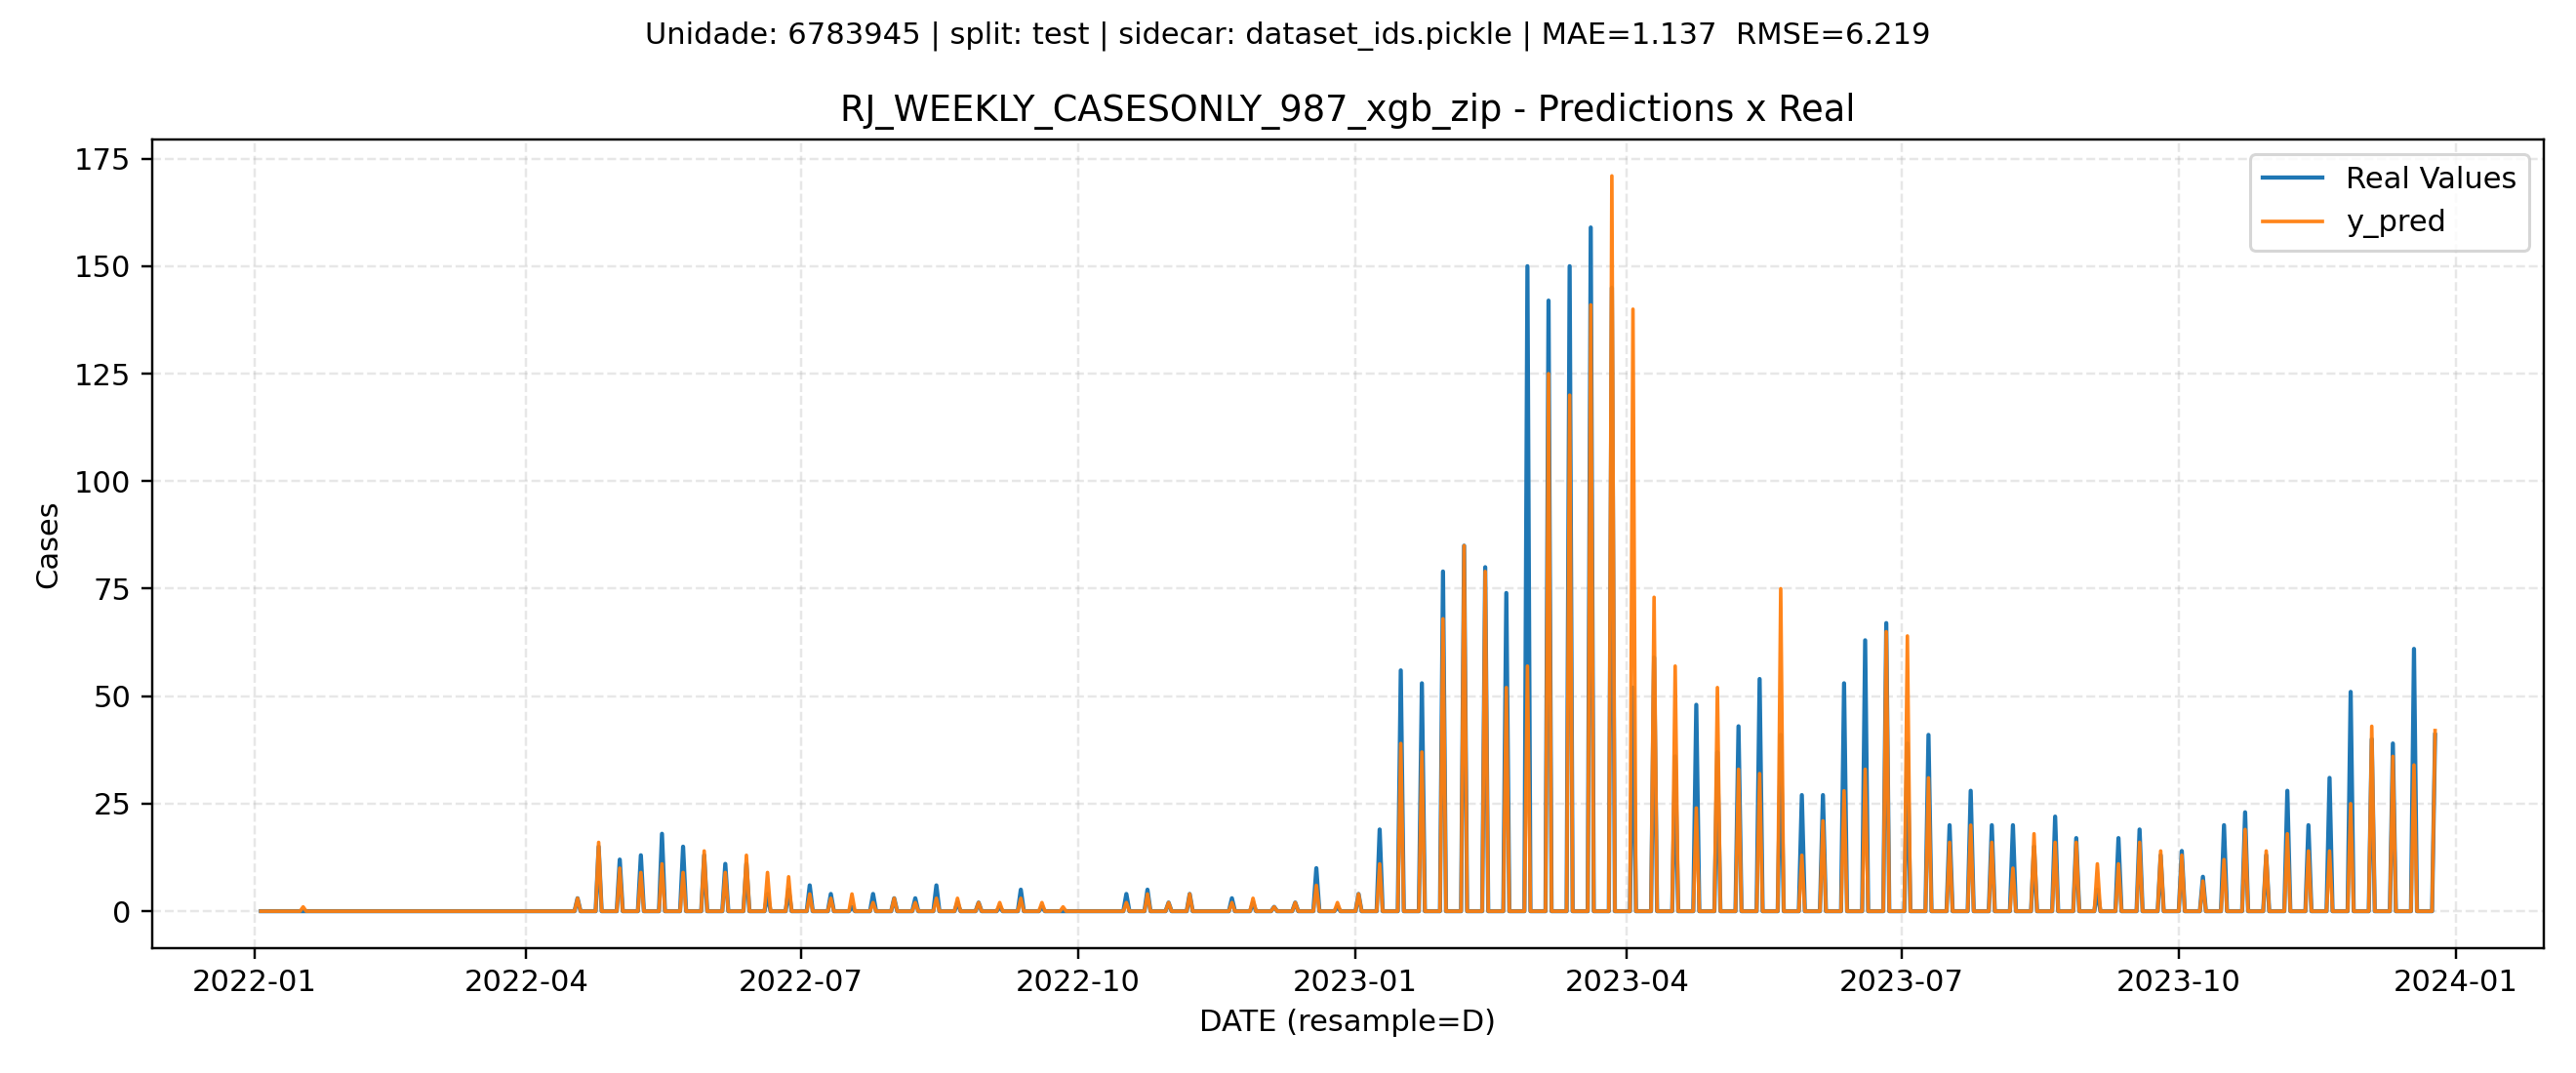 Unidade: 6783945 | split: test | sidecar: dataset_ids.pickle | MAE=1.137  RMSE=6.219
RJ_WEEKLY_CASESONLY_987_xgb_zip - Predictions x Real
Real Values
y_pred
Cases
175
150
125
100
75
50
25
0
2022-01
2022-04
2022-07
2022-10
2023-01
2023-04
2023-07
2023-10
2024-01
DATE (resample=D)